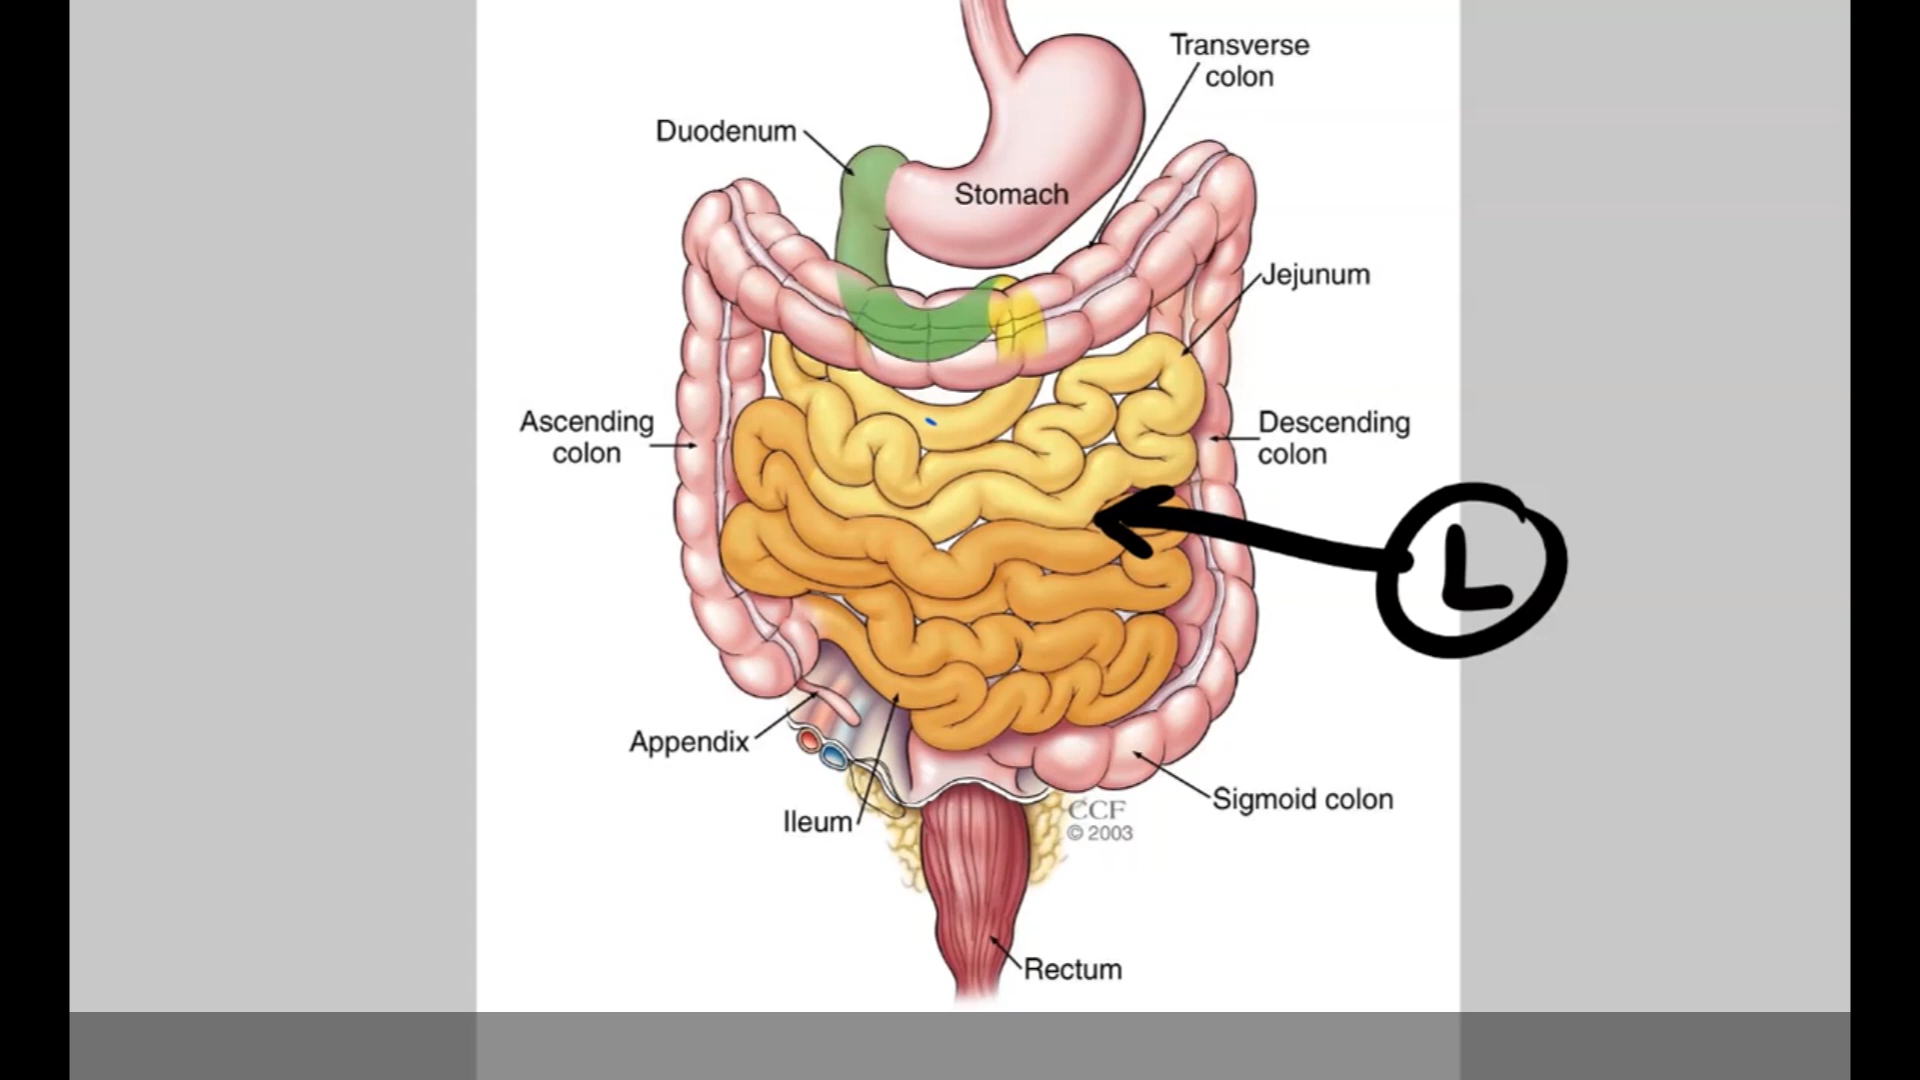 Transverse
colon
Duodenum
Stomach
Jejunum
Ascending
colon
Descending
colon
L
Appendix
Ileum
Sigmoid colon
CCF
© 2003
Rectum